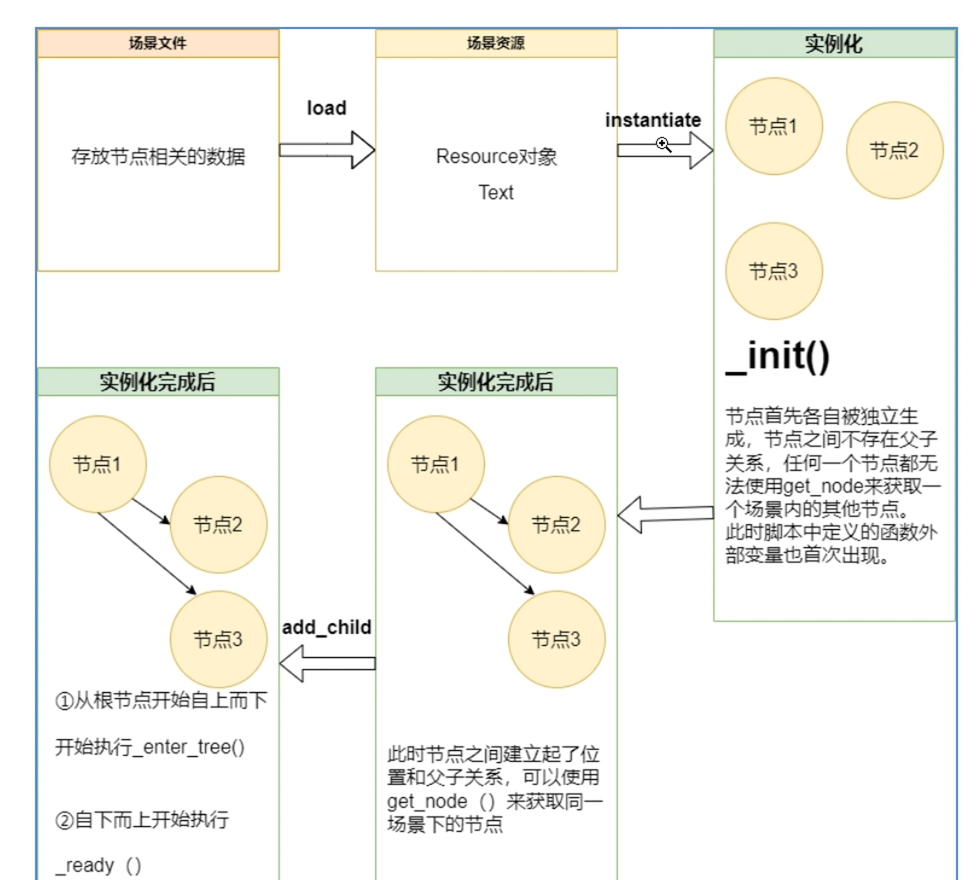 场景文件
存放节点相关的数据
load
场景资源
Resource对象
Text
instantiate
实例化
节点1
节点2
节点3
_init()
节点首先各自被独立生
成，节点之间不存在父子
关系，任何一个节点都无
法使用get_node来获取一
个场景内的其他节点。
此时脚本中定义的函数外
部变量也首次出现。
实例化完成后
节点1
节点2
节点3
此时节点之间建立起了位
置和父子关系，可以使用
get_node（）来获取同一
场景下的节点
add_child
实例化完成后
节点1
节点2
节点3
①从根节点开始自上而下
开始执行_enter_tree()
②自下而上开始执行
_ready（）